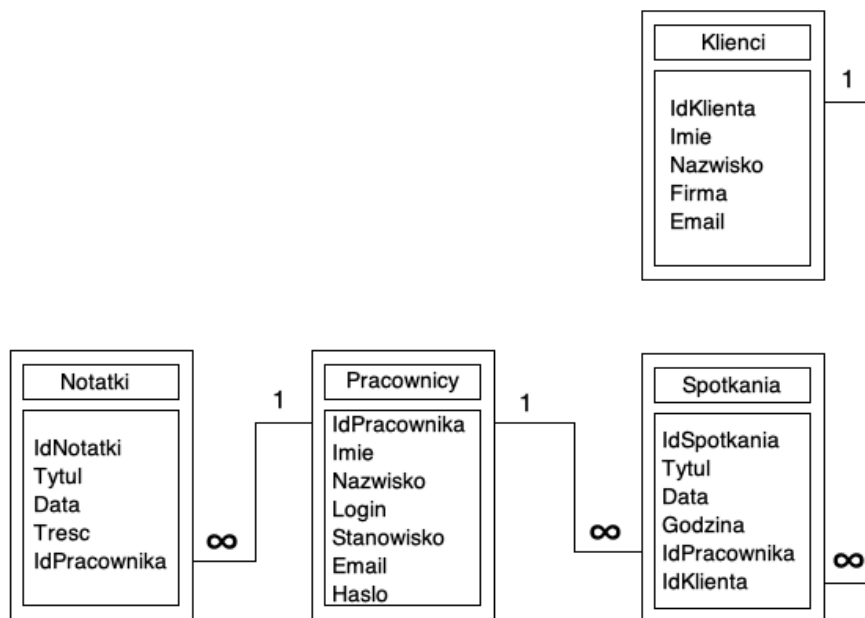 Klienci
1
IdKlienta
Imie
Nazwisko
Firma
Email
Notatki
IdNotatki
Tytul
Data
Tresc
IdPracownika
∞
1
Pracownicy
IdPracownika
Imie
Nazwisko
Login
Stanowisko
Email
Haslo
1
∞
Spotkania
IdSpotkania
Tytul
Data
Godzina
IdPracownika
IdKlienta
∞